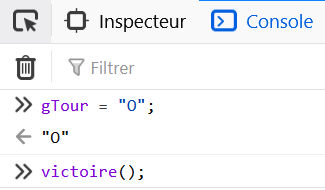 Inspecteur Console
Filtrer
gTour = "O";
"O"
victoire();